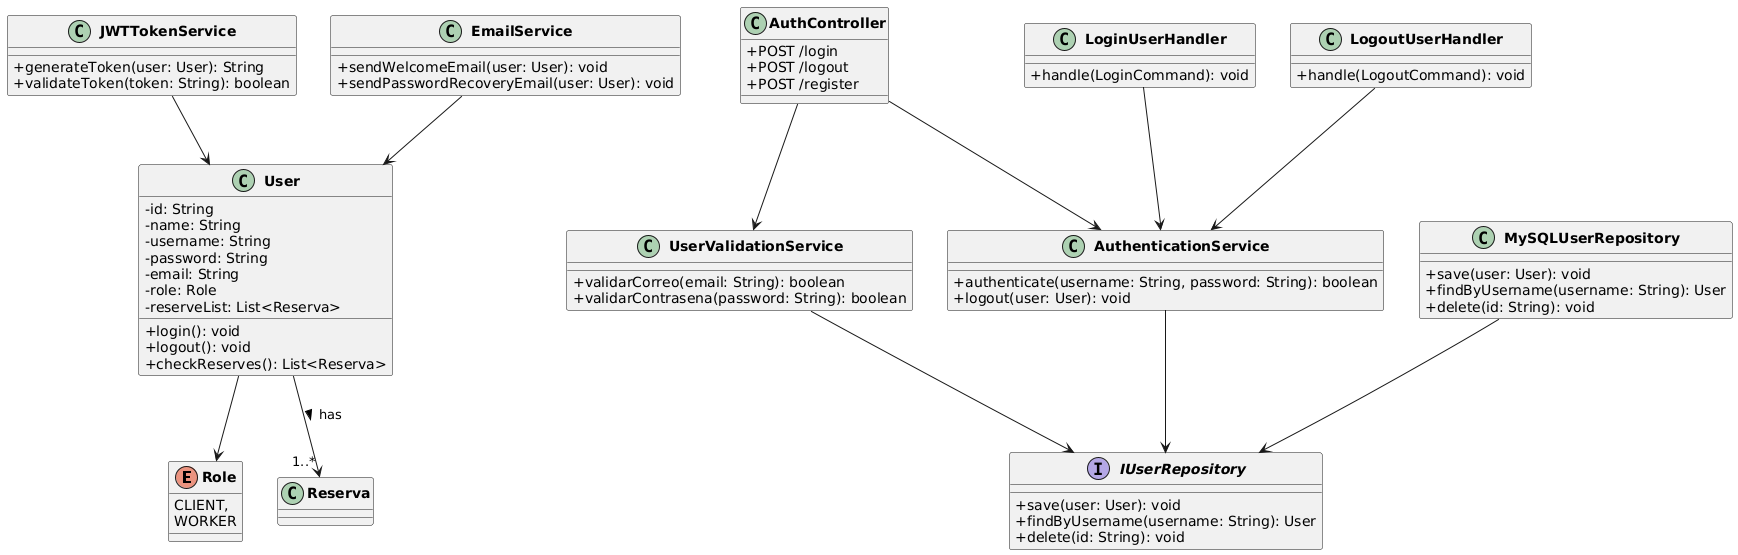 JWTTokenService
+generateToken(user: User): String
+validateToken(token: String): boolean
EmailService
+sendWelcomeEmail(user: User): void
+sendPasswordRecoveryEmail(user: User): void
AuthController
+POST /login
+POST /logout
+POST /register
LoginUserHandler
+handle(LoginCommand): void
LogoutUserHandler
+handle(LogoutCommand): void
User
-id: String
-name: String
-username: String
-password: String
-email: String
-role: Role
-reserveList: List<Reserva>
+login(): void
+logout(): void
+checkReserves(): List<Reserva>
UserValidationService
+validarCorreo(email: String): boolean
+validarContrasena(password: String): boolean
AuthenticationService
+authenticate(username: String, password: String): boolean
+logout(user: User): void
MySQLUserRepository
+save(user: User): void
+findByUsername(username: String): User
+delete(id: String): void
has
1..*
Role
CLIENT,
WORKER
Reserva
IUserRepository
+save(user: User): void
+findByUsername(username: String): User
+delete(id: String): void